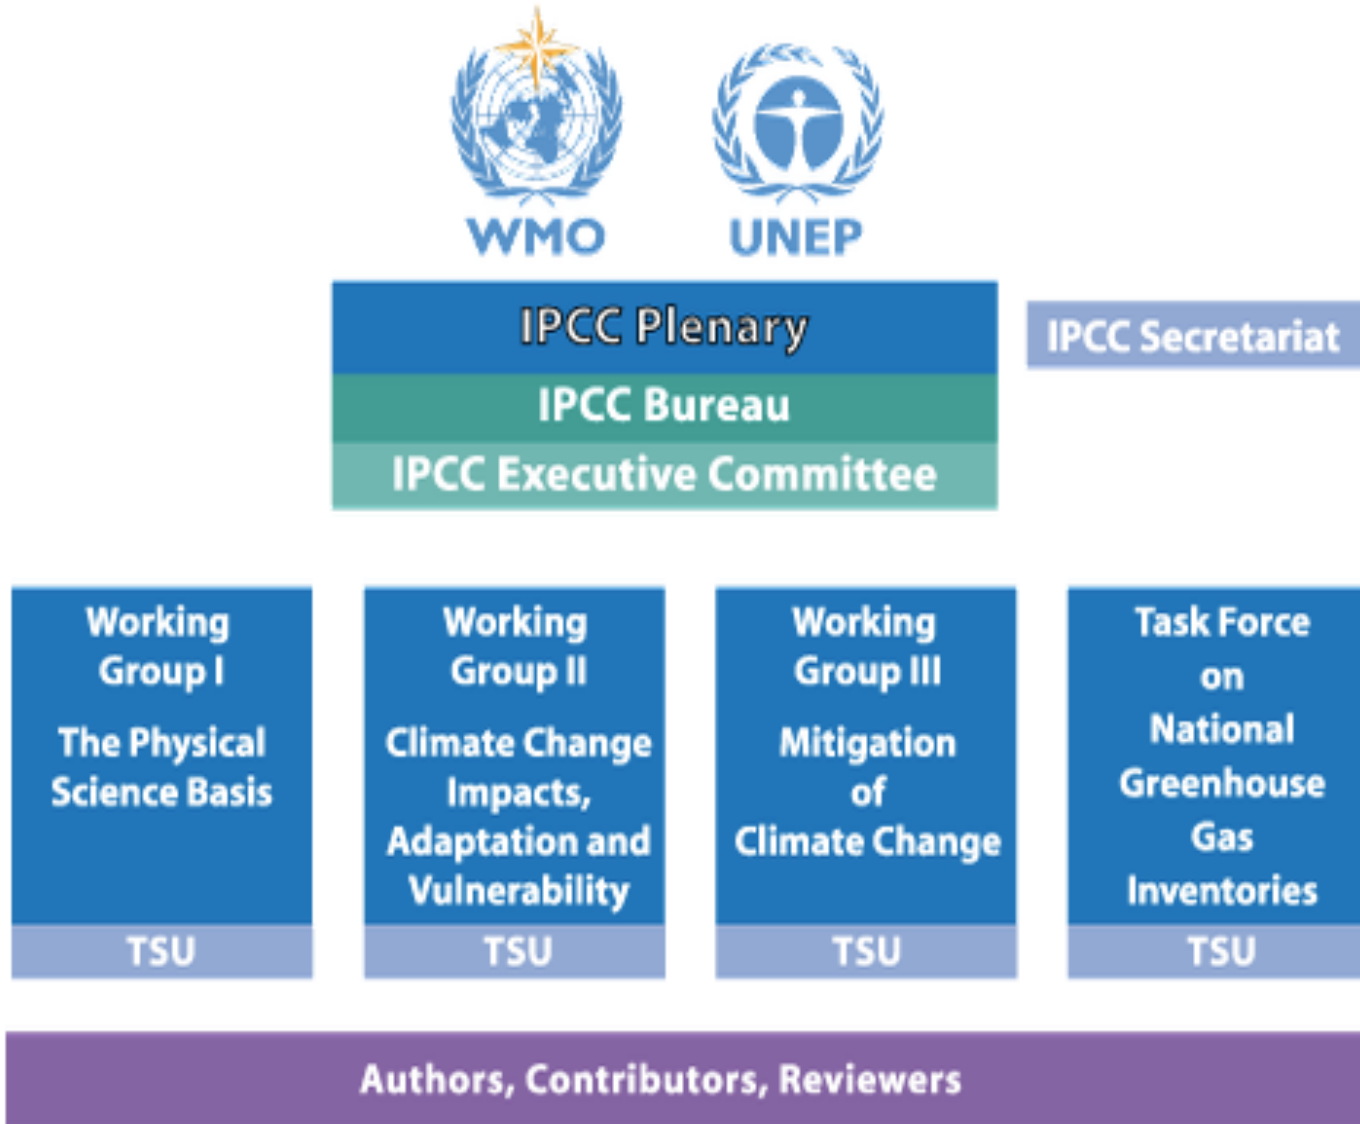 WMO
UNEP
IPCC Plenary
IPCC Secretariat
IPCC Bureau
IPCC Executive Committee
Working
Group I
The Physical
Science Basis
TSU
Working
Group II
Climate Change
Impacts,
Adaptation and
Vulnerability
TSU
Working
Group III
Mitigation
of
Climate Change
TSU
Task Force
on
National
Greenhouse
Gas
Inventories
TSU
Authors, Contributors, Reviewers